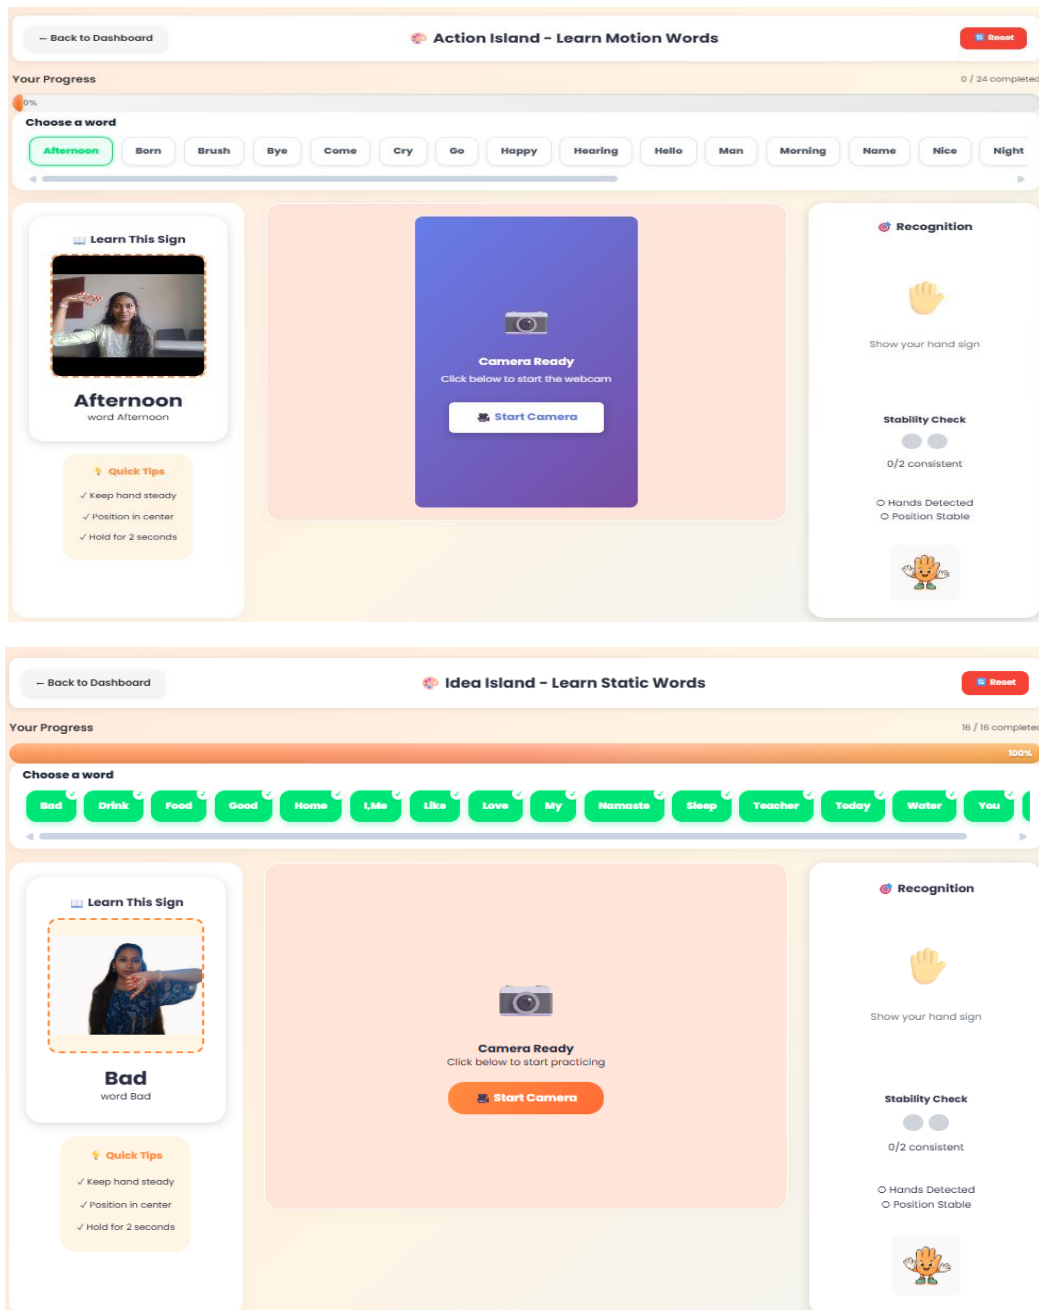 ← Back to Dashboard
Action Island - Learn Motion Words
Reset
Your Progress
0 / 24 completed
0%
Choose a word
Afternoon Born Brush Bye Come Cry Go Happy Hearing Hello Man Morning Name Nice Night
Learn This Sign
Afternoon
word Afternoon
Quick Tips
✓ Keep hand steady
✓ Position in center
✓ Hold for 2 seconds
Camera Ready
Click below to start the webcam
Start Camera
Recognition
Show your hand sign
Stability Check
0/2 consistent
Hands Detected
Position Stable
← Back to Dashboard
Idea Island - Learn Static Words
Reset
Your Progress
16 / 16 completed
100%
Choose a word
Bad Drink Food Good Home I,Me Like Love My Namaste Sleep Teacher Today Water You
Learn This Sign
Bad
word Bad
Quick Tips
✓ Keep hand steady
✓ Position in center
✓ Hold for 2 seconds
Camera Ready
Click below to start practicing
Start Camera
Recognition
Show your hand sign
Stability Check
0/2 consistent
Hands Detected
Position Stable